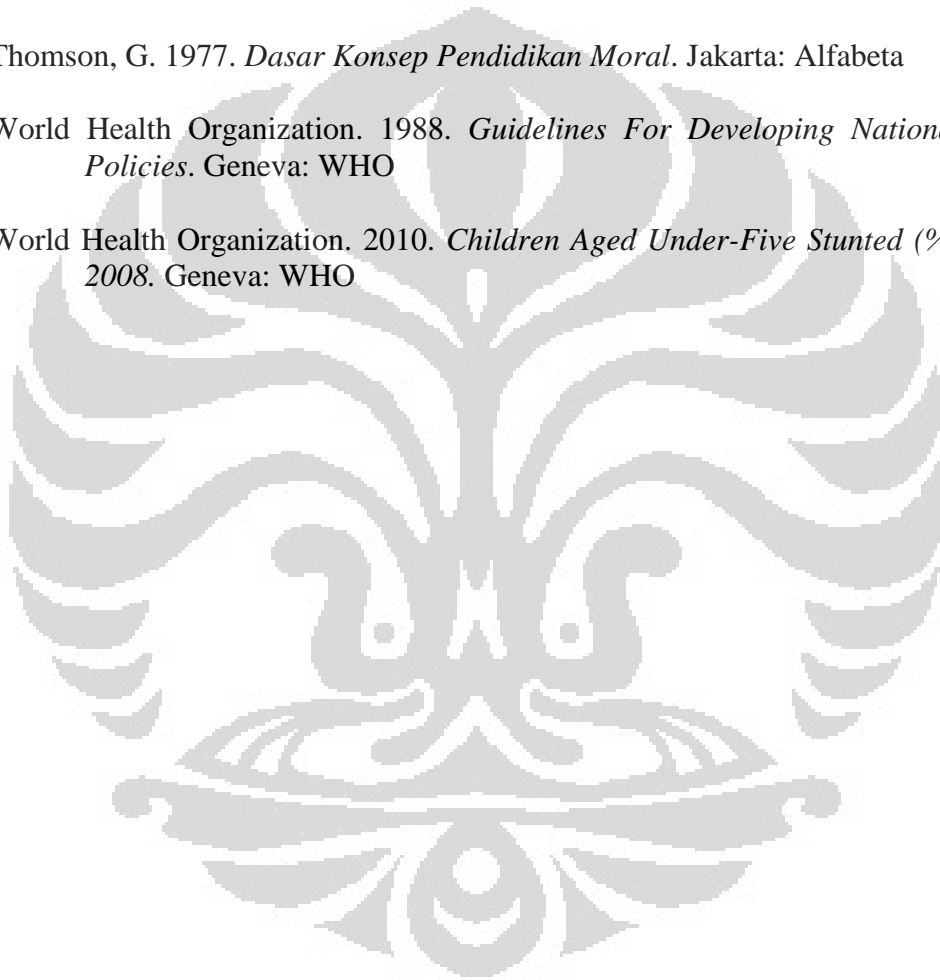 Thomson, G. 1977. Dasar Konsep Pendidikan Moral. Jakarta: Alfabeta
World Health Organization. 1988. Guidelines For Developing
Policies. Geneva: WHO
World Health Organization. 2010. Children Aged Under-Five Stunted
2008. Geneva: WHO